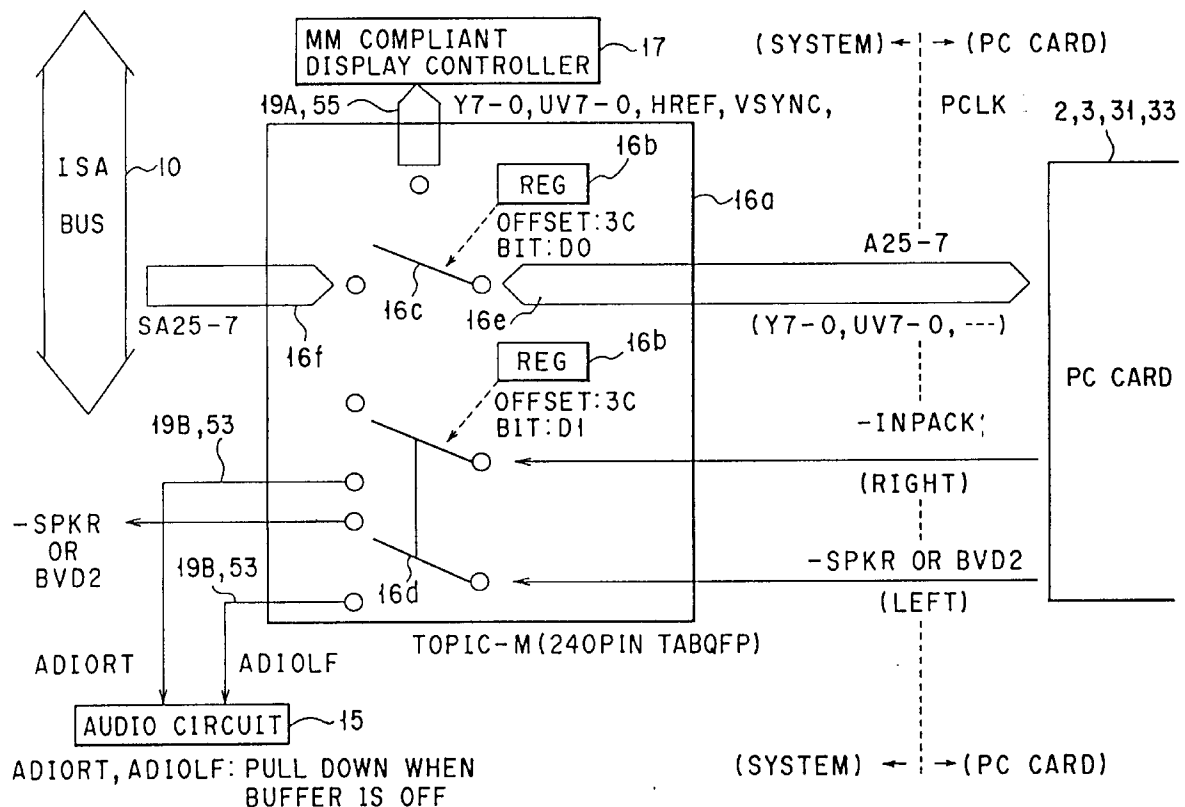 MM COMPLIANT
DISPLAY CONTROLLER
17
(SYSTEM) (PC CARD)
19A,55
Y7-0,UV7-0,HREF,VSYNC,
PCLK
2,3,31,33
ISA
BUS
10
REG
16b
16a
OFFSET:3C
BIT:D0
A25-7
16c
16e
SA25-7
16f
(Y7-0,UV7-0,---)
REG
16b
PC CARD
OFFSET:3C
BIT:D1
19B,53
-INPACK
(RIGHT)
-SPKR
OR
BVD2
19B,53
16d
-SPKR OR BVD2
(LEFT)
TOPIC-M(240PIN TABQFP)
ADIORT
ADIOLF
AUDIO CIRCUIT
15
ADIORT,ADIOLF: PULL DOWN WHEN
BUFFER IS OFF
(SYSTEM) (PC CARD)